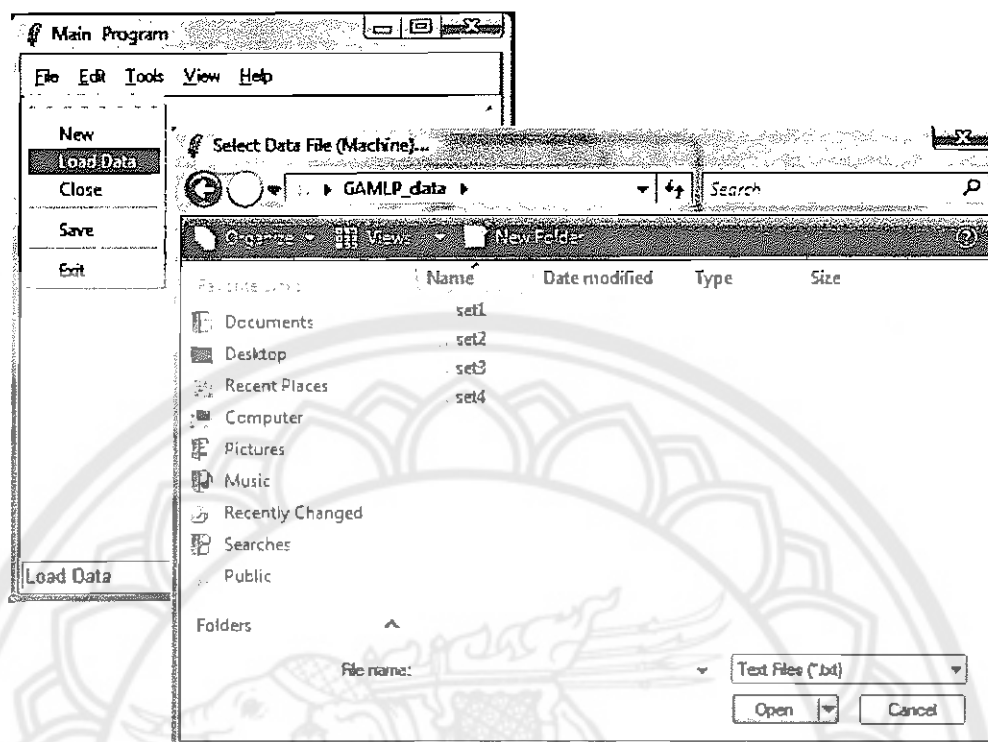 Main Program
File Edit Tools View Help
New
Load Data
Close
Save
Exit
Load Data
Select Data File (Machine)...
GAMLP_data
Search
Organize Views New Folder
Name Date modified Type Size
Documents
Desktop
Recent Places
Computer
Pictures
Music
Recently Changed
Searches
Public
Folders
set1
set2
set3
set4
File name:
Text Files (*.txt)
Open Cancel